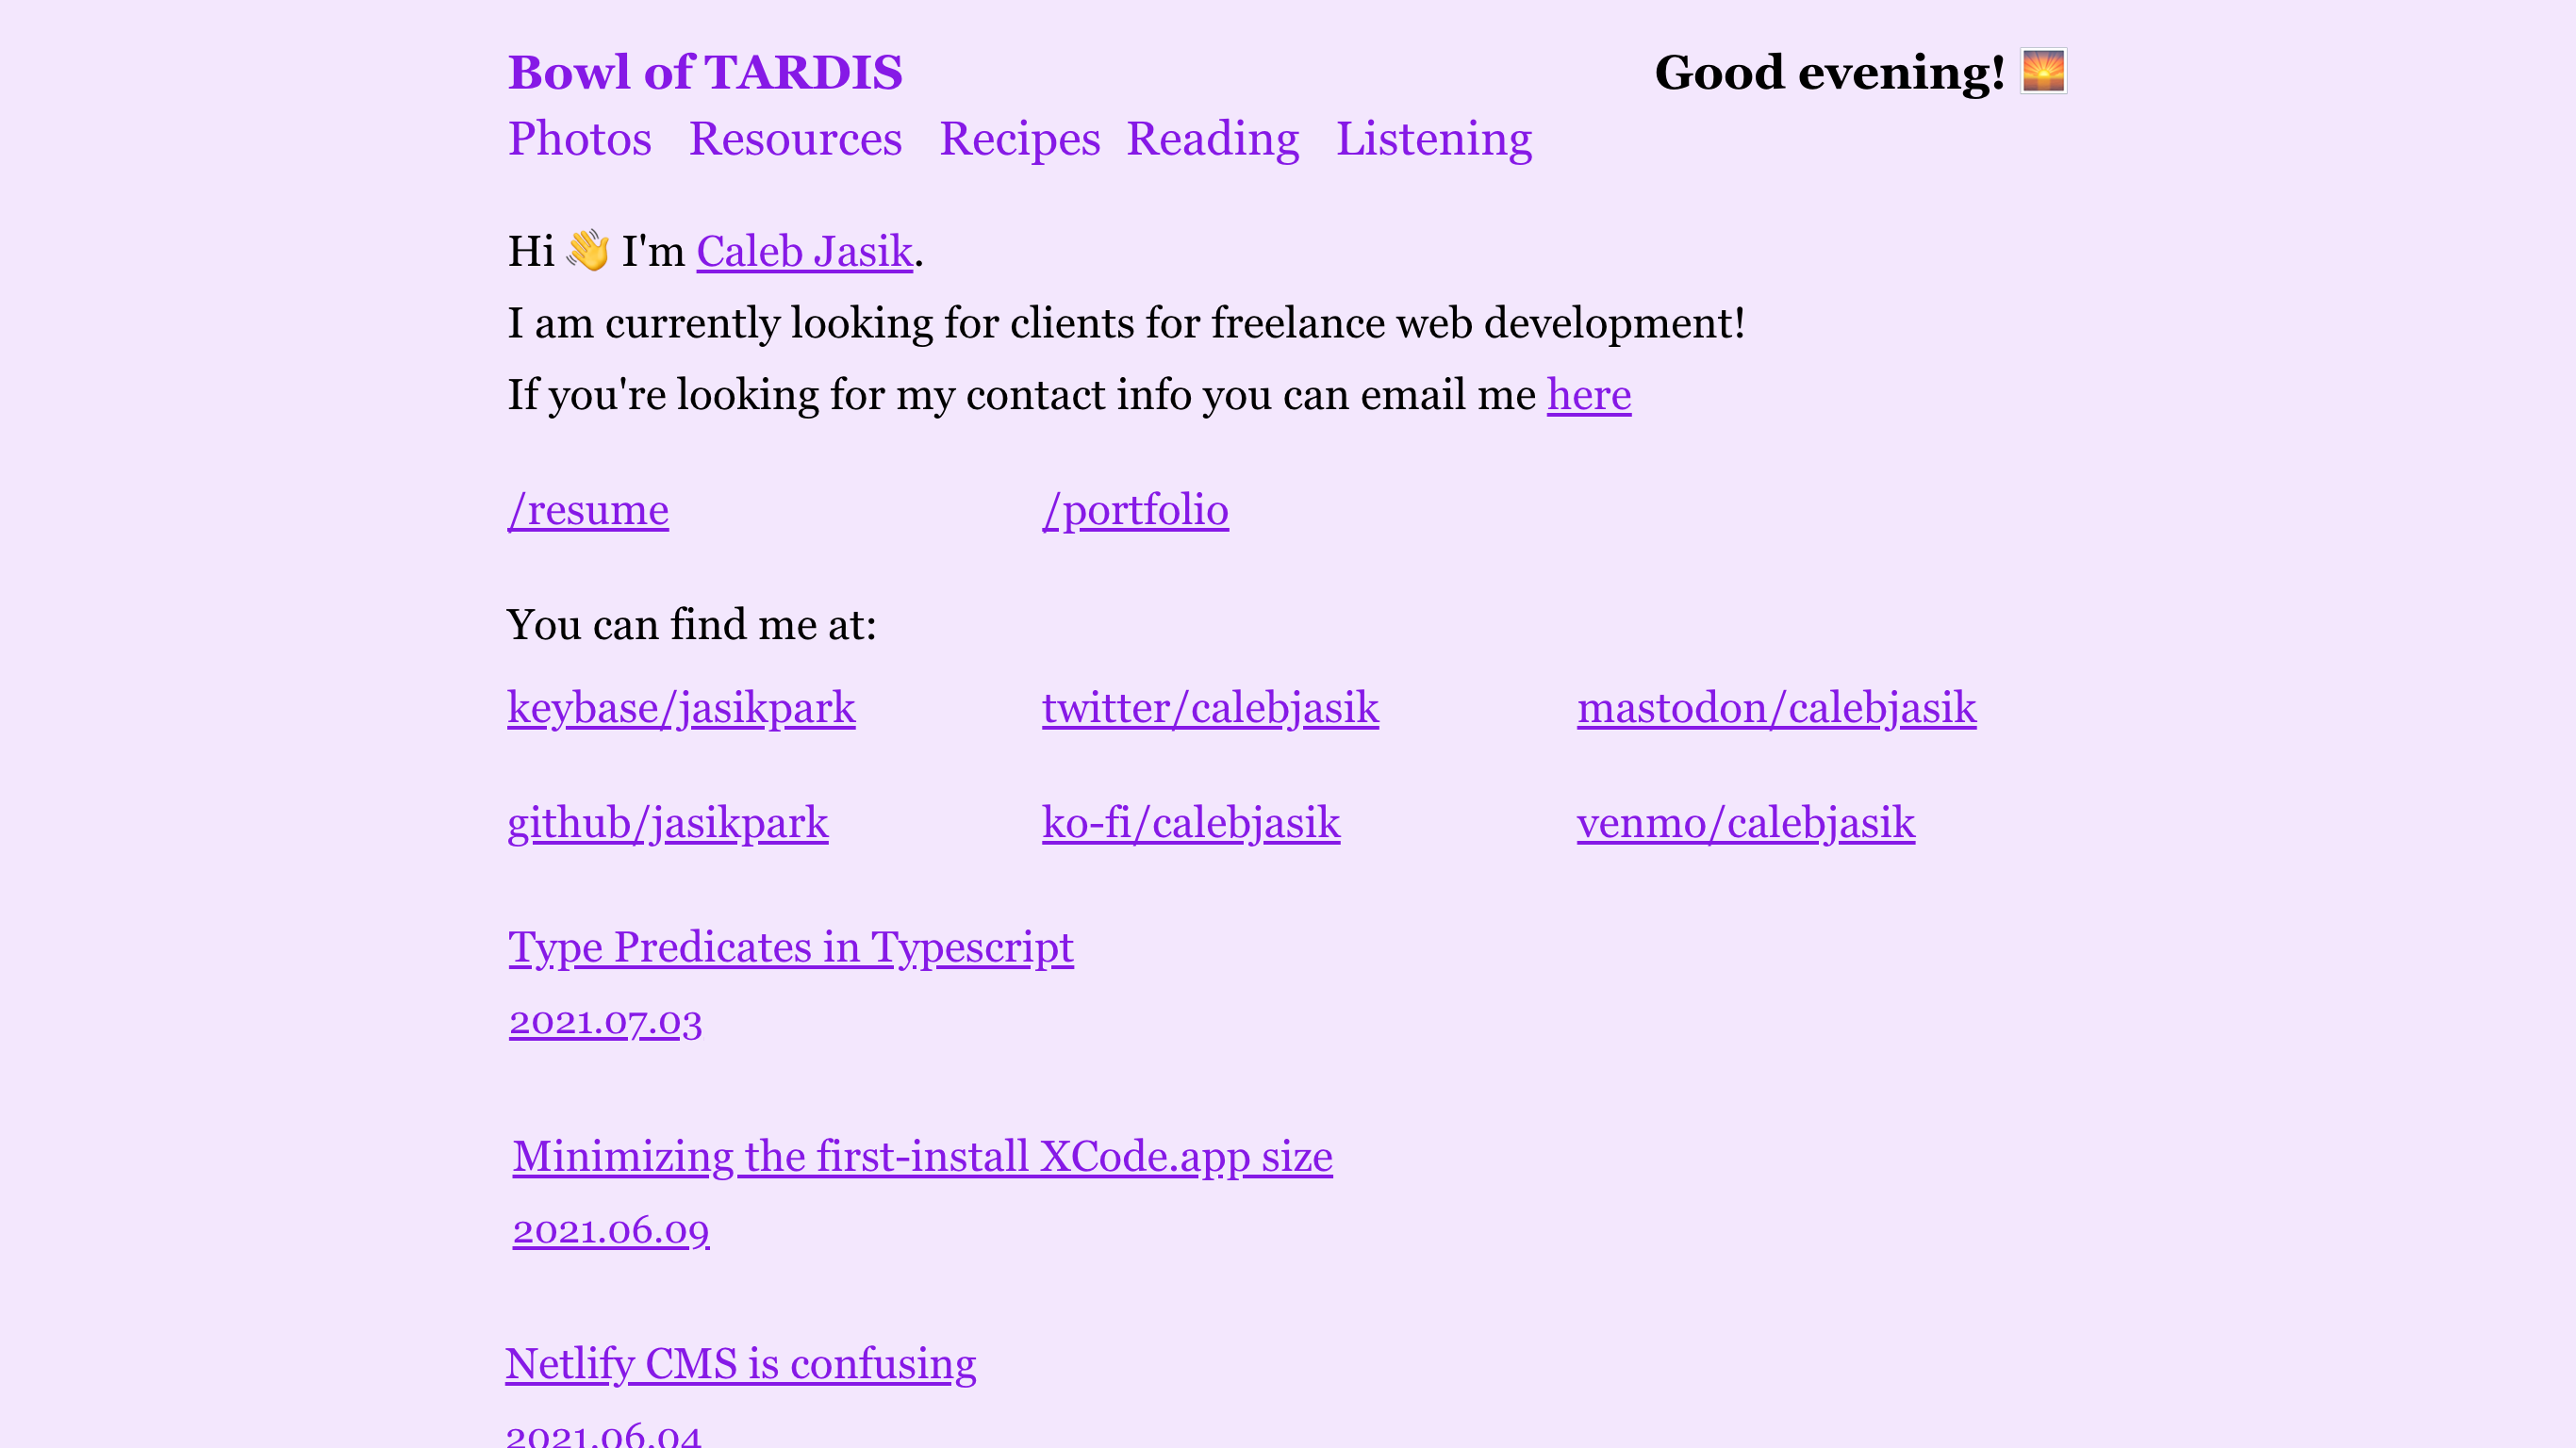 Bowl of TARDIS Good evening! 🌅
Photos Resources Recipes Reading Listening
Hi 👋 I'm Caleb Jasik.
I am currently looking for clients for freelance web development!
If you're looking for my contact info you can email me here
/resume /portfolio
You can find me at:
keybase/jasikpark twitter/calebjasik mastodon/calebjasik
github/jasikpark ko-fi/calebjasik venmo/calebjasik
Type Predicates in Typescript
2021.07.03
Minimizing the first-install XCode.app size
2021.06.09
Netlify CMS is confusing
2021.06.04